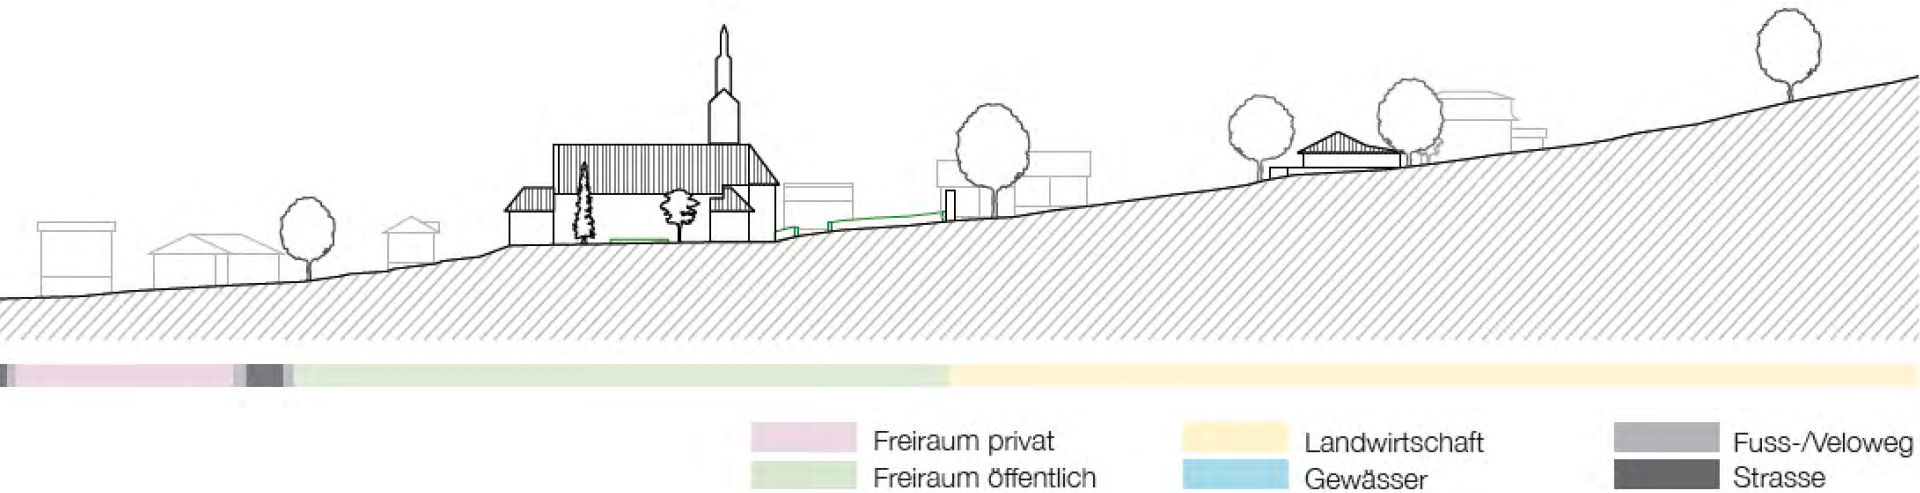 Freiraum privat
Freiraum öffentlich
Landwirtschaft
Gewässer
Fuss-/Veloweg
Strasse